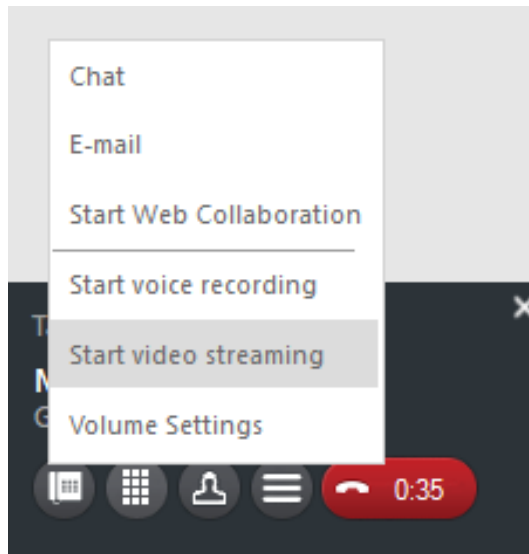 Chat
E-mail
Start Web Collaboration
Start voice recording
Start video streaming
Volume Settings
0:35